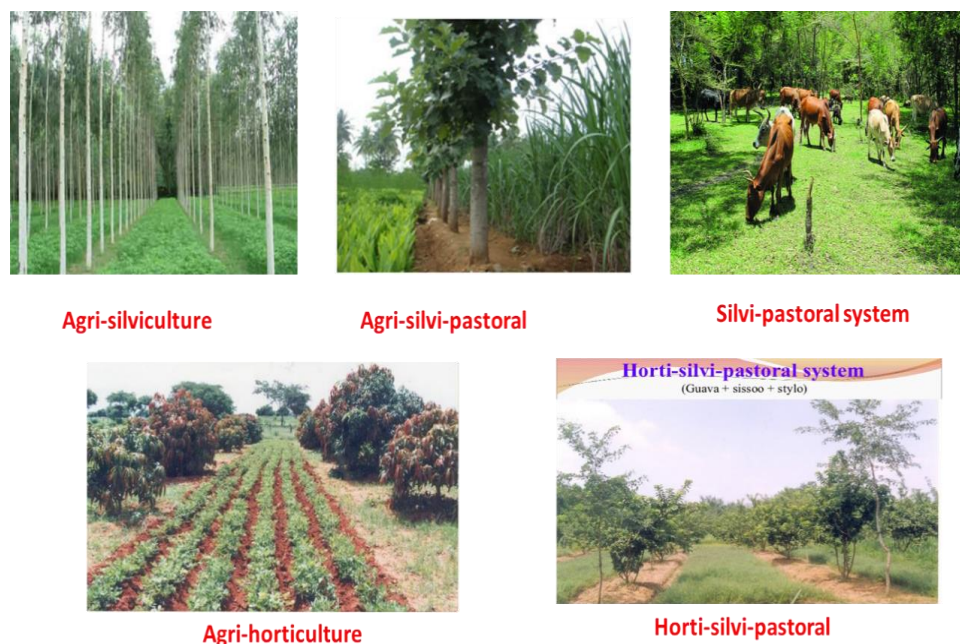 Agri-silviculture
Agri-silvi-pastoral
Silvi-pastoral system
Horti-silvi-pastoral system
(Guava + sissoo + stylo)
Agri-horticulture
Horti-silvi-pastoral